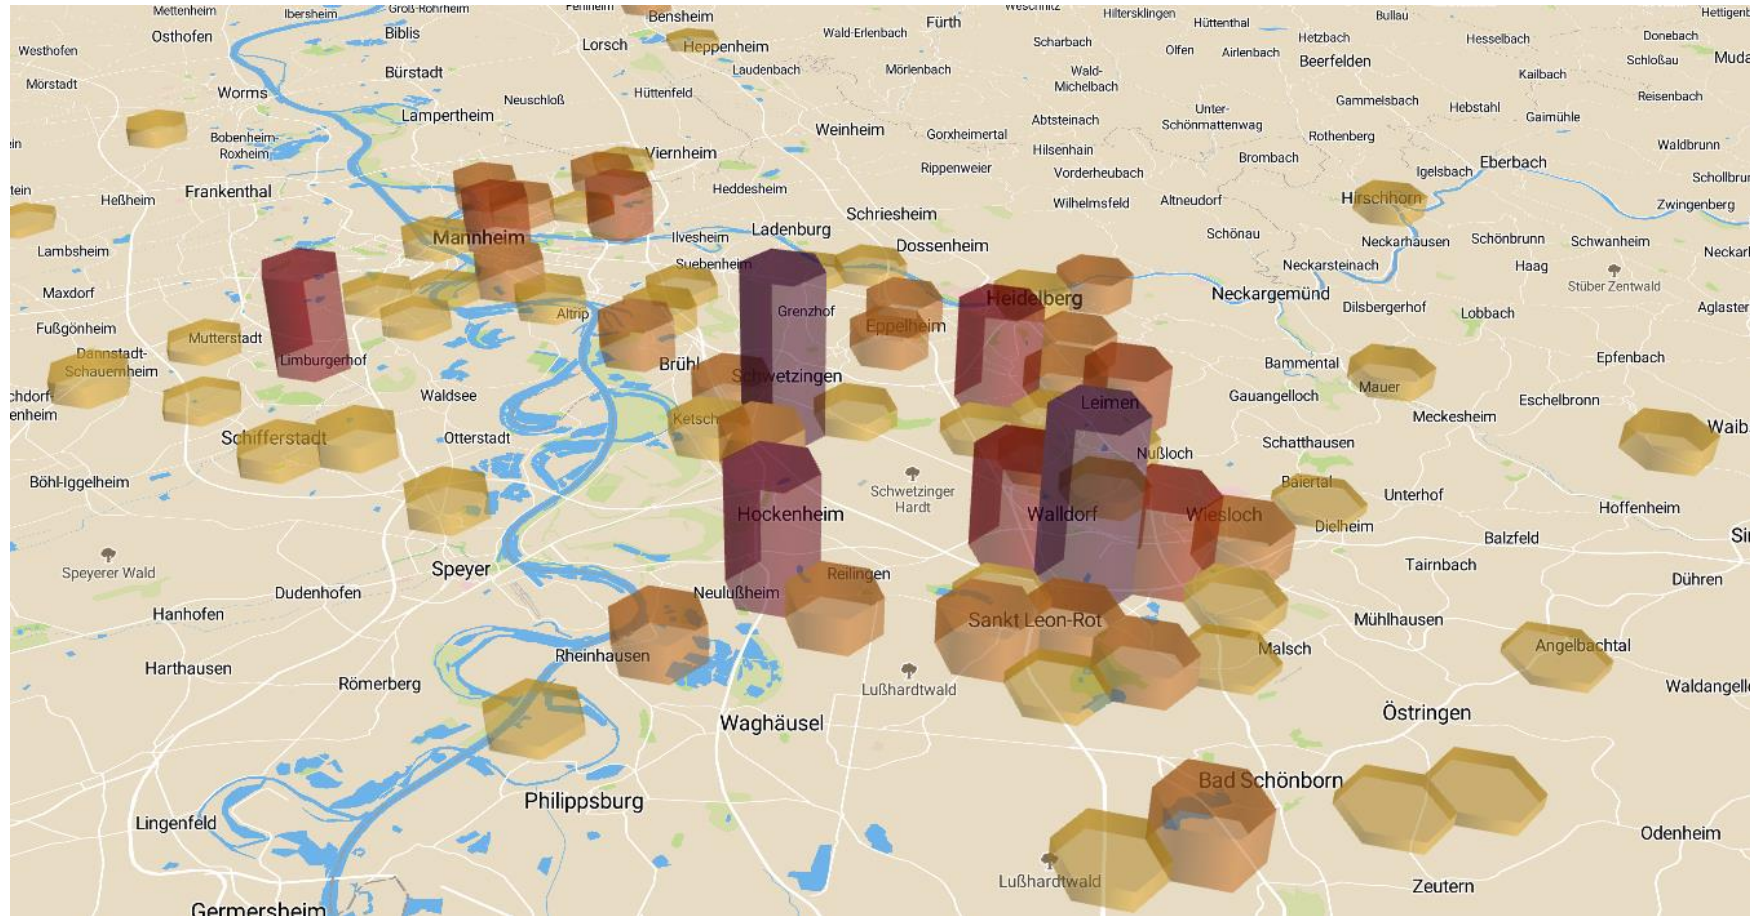 Mettenheim
Ibersheim
Groß-Rohrheim
Fehlheim
Bensheim
Fürth
Weschnitz
Hiltersklingen
Hüttenthal
Bullau
Osthofen
Biblis
Lorsch
Heppenheim
Wald-Erlenbach
Scharbach
Olfen
Airlenbach
Hetzbach
Hesselbach
Donebach
Westhofen
Laudenbach
Mörlenbach
Beerfelden
Schloßau
Mörstadt
Bürstadt
Wald-
Michelbach
Kailbach
Worms
Neuschloß
Hüttenfeld
Gammelsbach
Hebstahl
Reisenbach
Lampertheim
Weinheim
Gorxheimertal
Abtsteinach
Unter-
Schönmattenwag
Rothenberg
Gaimühle
Bobenheim-
Roxheim
Viernheim
Hilsenhain
Brombach
Waldbrunn
Rippenweier
Vorderheubach
Igelsbach
Eberbach
Frankenthal
Heßheim
Heddesheim
Wilhelmsfeld
Altneudorf
Hirschhorn
Zwingenberg
Schriesheim
Mannheim
Ilvesheim
Ladenburg
Dossenheim
Schönau
Neckarhausen
Schönbrunn
Schwanheim
Lambsheim
Suebenheim
Neckarsteinach
Haag
Maxdorf
Heidelberg
Neckargemünd
Stüber Zentwald
Altrip
Grenzhof
Dilsbergerhof
Lobbach
Fußgönheim
Mutterstadt
Eppelheim
Dannstadt-
Schauernheim
Limburgerhof
Brühl
Schwetzingen
Bammental
Epfenbach
Waldsee
Leimen
Gauangelloch
Mauer
Eschelbronn
Ketsch
Meckesheim
Schifferstadt
Otterstadt
Nußloch
Schatthausen
Böhl-Iggelheim
Schwetzinger
Hardt
Baiertal
Unterhof
Hockenheim
Walldorf
Wiesloch
Dielheim
Hoffenheim
Balzfeld
Speyerer Wald
Speyer
Reilingen
Tairnbach
Dühren
Dudenhofen
Neulußheim
Hanhofen
Sankt Leon-Rot
Mühlhausen
Rheinhausen
Malsch
Angelbachtal
Harthausen
Römerberg
Lußhardtwald
Waghäusel
Östringen
Bad Schönborn
Philippsburg
Lingenfeld
Odenheim
Lußhardtwald
Zeutern
Germersheim